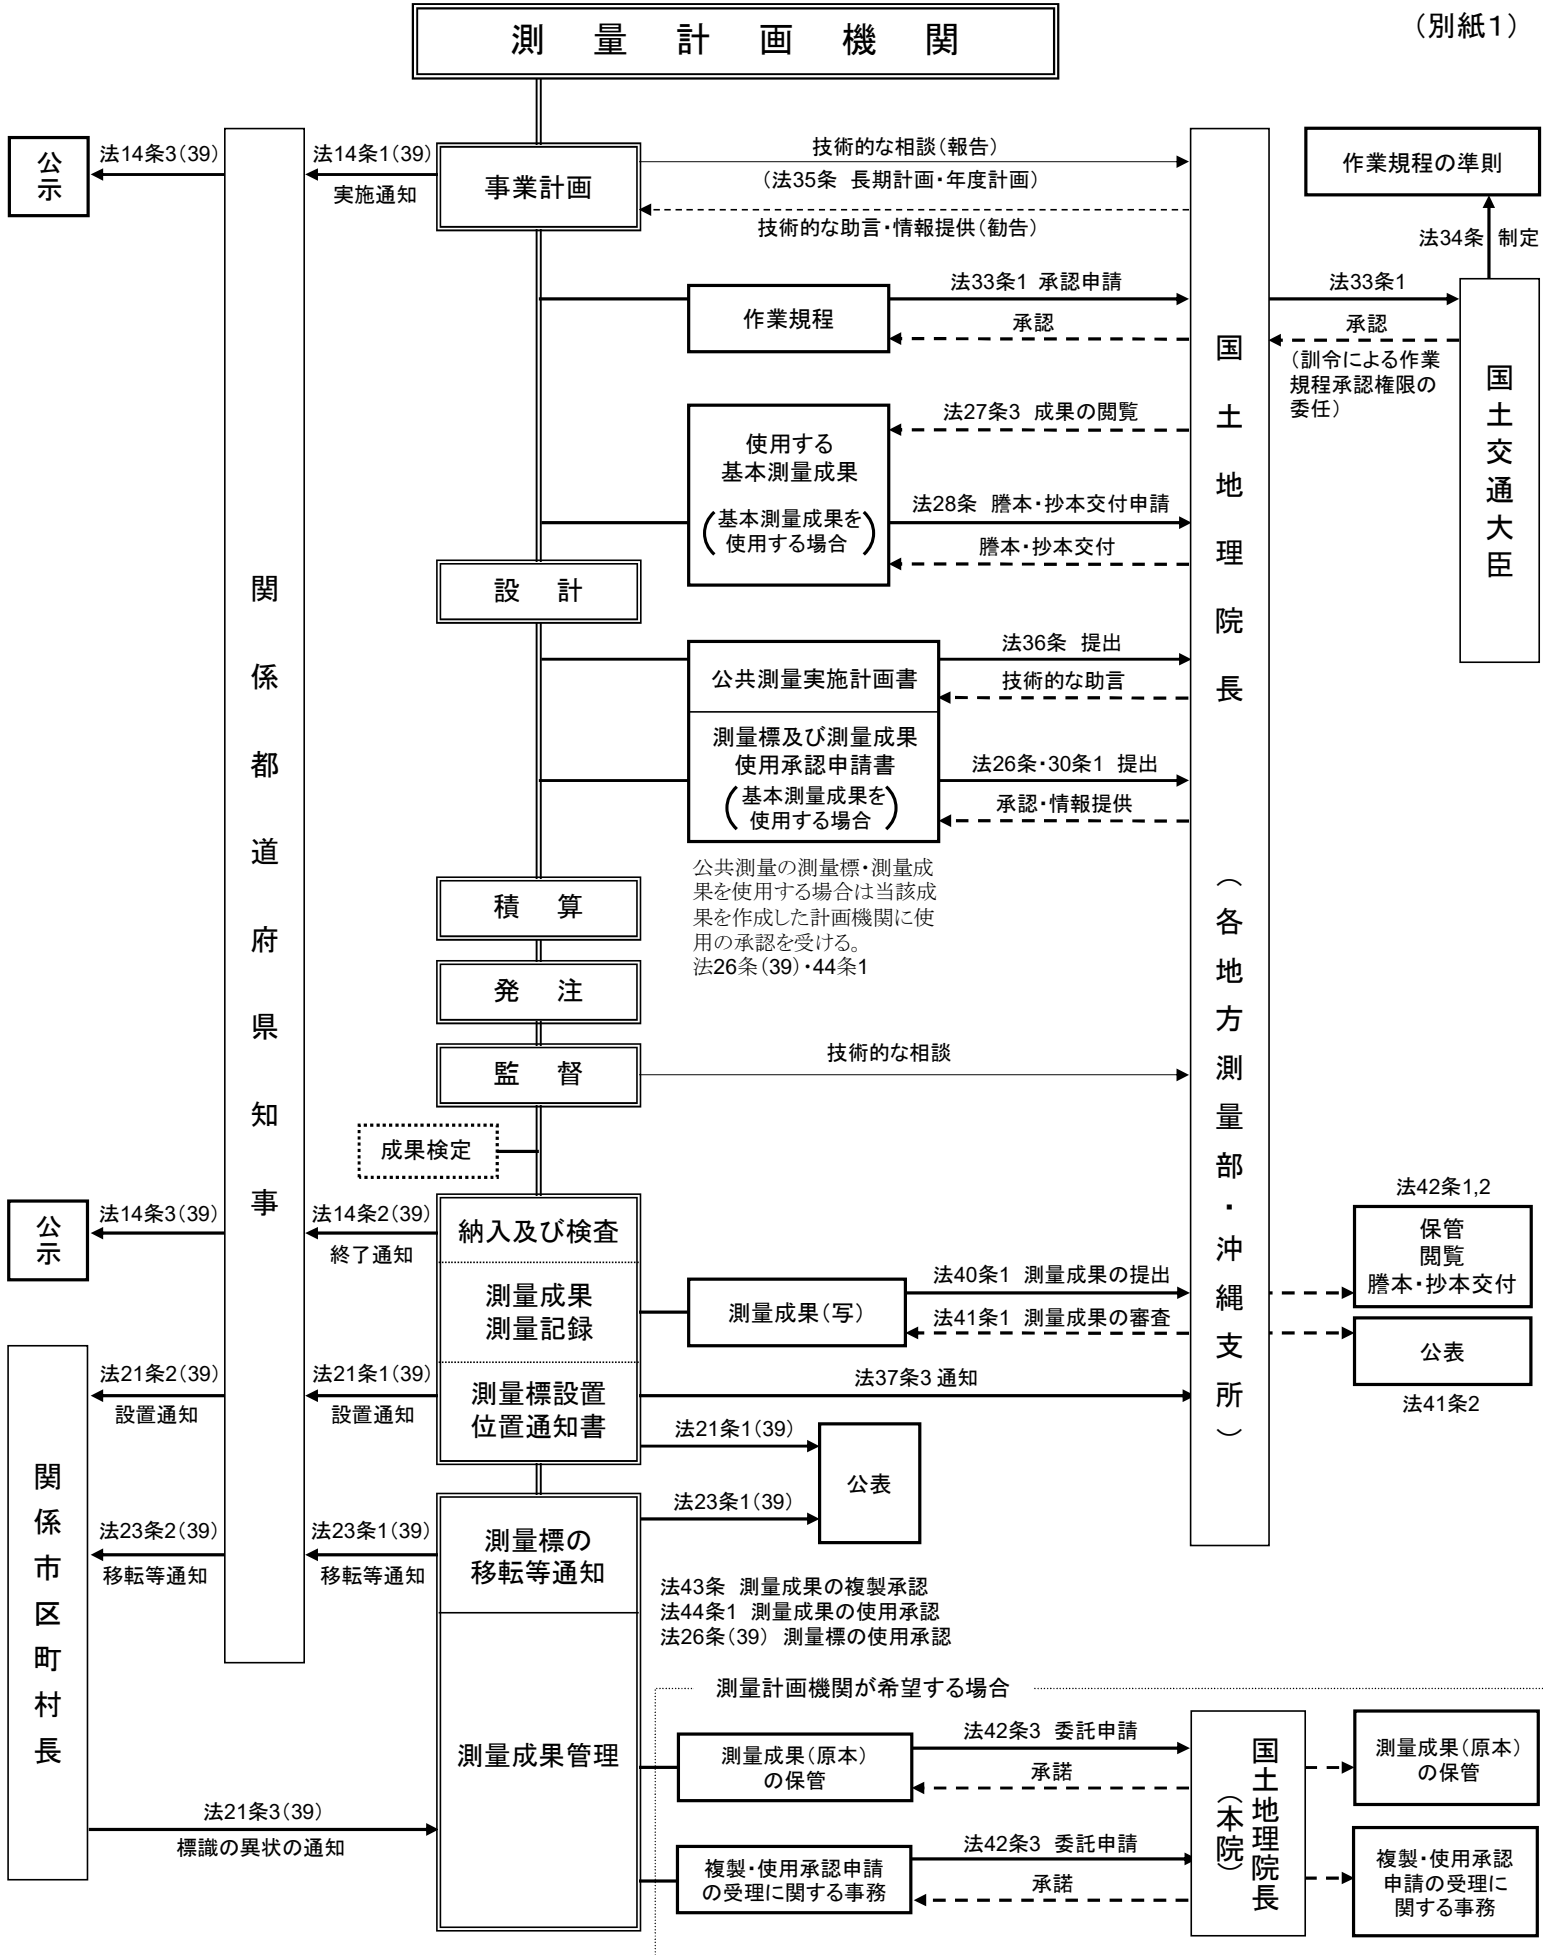 （別紙1）
測量計画機関
公示
法14条3（39）
法14条1（39）
実施通知
事業計画
技術的な相談（報告）
（法35条 長期計画・年度計画）
技術的な助言・情報提供（勧告）
作業規程の準則
法34条 制定
作業規程
法33条1 承認申請
承認
法33条1
承認
（訓令による作業
規程承認権限の
委任）
国土交通大臣
国土地理院長（各地方測量部・沖縄支所）
関係都道府県知事
使用する
基本測量成果
（基本測量成果を
使用する場合）
法27条3 成果の閲覧
法28条 謄本・抄本交付申請
謄本・抄本交付
設計
公共測量実施計画書
法36条 提出
技術的な助言
測量標及び測量成果
使用承認申請書
（基本測量成果を
使用する場合）
法26条・30条1 提出
承認・情報提供
公共測量の測量標・測量成
果を使用する場合は当該成
果を作成した計画機関に使
用の承認を受ける。
法26条（39）・44条1
積算
発注
監督
技術的な相談
成果検定
公示
法14条3（39）
法14条2（39）
終了通知
納入及び検査
測量成果
測量記録
測量成果（写）
法40条1 測量成果の提出
法41条1 測量成果の審査
法42条1,2
保管
閲覧
謄本・抄本交付
公表
法41条2
関係市区町村長
法21条2（39）
設置通知
法21条1（39）
設置通知
測量標設置
位置通知書
法37条3 通知
法21条1（39）
法23条1（39）
公表
法23条2（39）
移転等通知
法23条1（39）
移転等通知
測量標の
移転等通知
法43条 測量成果の複製承認
法44条1 測量成果の使用承認
法26条（39） 測量標の使用承認
測量計画機関が希望する場合
測量成果管理
測量成果（原本）
の保管
法42条3 委託申請
承諾
国土地理院長
（本院）
測量成果（原本）
の保管
法21条3（39）
標識の異状の通知
複製・使用承認申請
の受理に関する事務
法42条3 委託申請
承諾
複製・使用承認
申請の受理に
関する事務